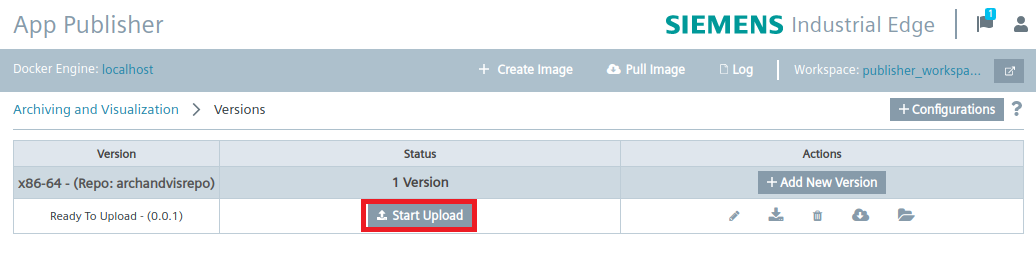 App Publisher
SIEMENS Industrial Edge
1
Docker Engine: localhost
+ Create Image
Pull Image
Log
Workspace: publisher_workspa...
Archiving and Visualization > Versions
+ Configurations
?
Version Status Actions
x86-64 - (Repo: archandvisrepo) 1 Version + Add New Version
Ready To Upload - (0.0.1) Start Upload